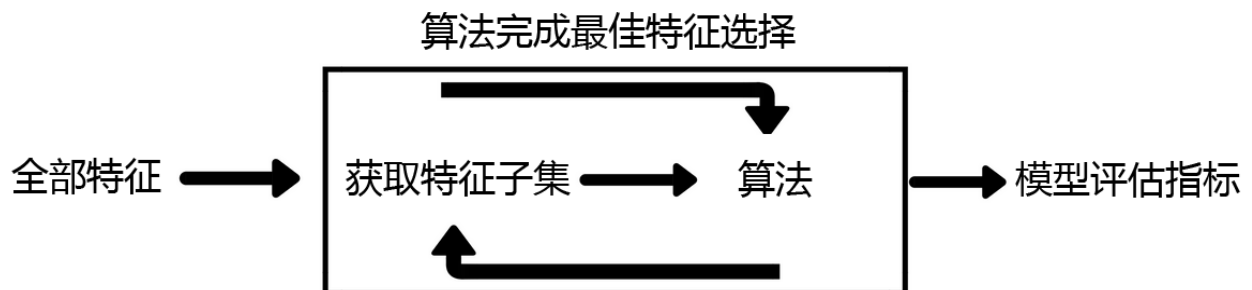 算法完成最佳特征选择
全部特征
获取特征子集
算法
模型评估指标